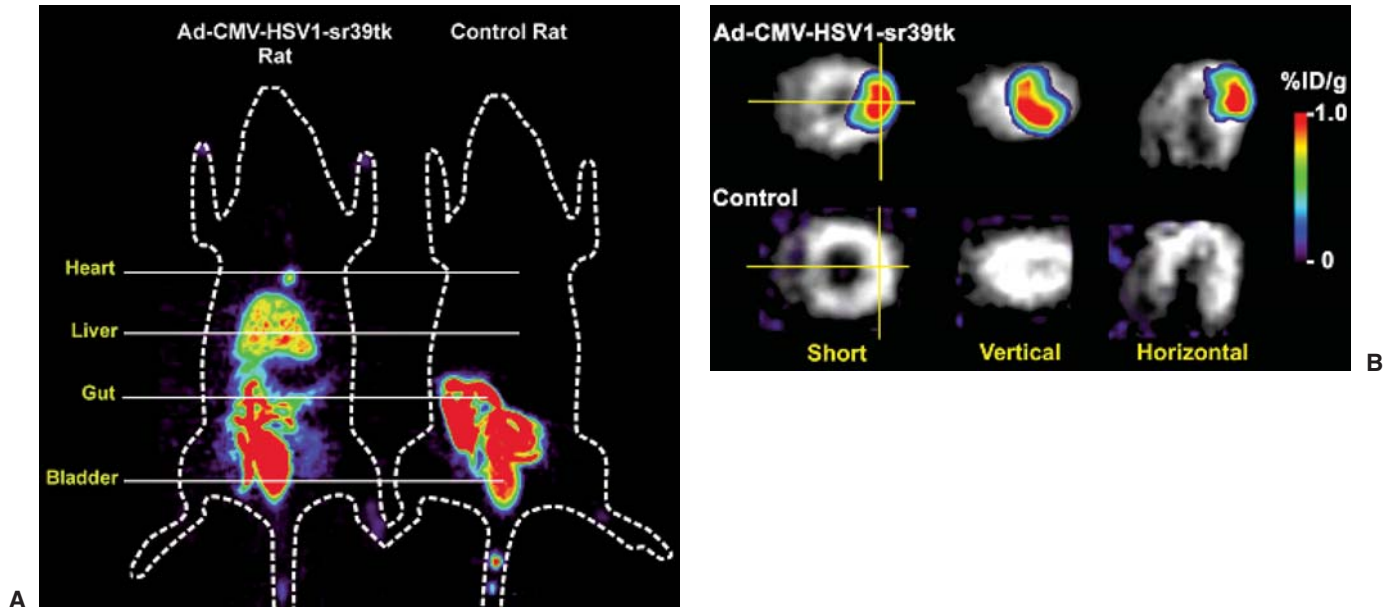 Ad-CMV-HSV1-sr39tk
Rat
Control Rat
Heart
Liver
Gut
Bladder
A
Ad-CMV-HSV1-sr39tk
%ID/g
1.0
0
Control
Short
Vertical
Horizontal
B